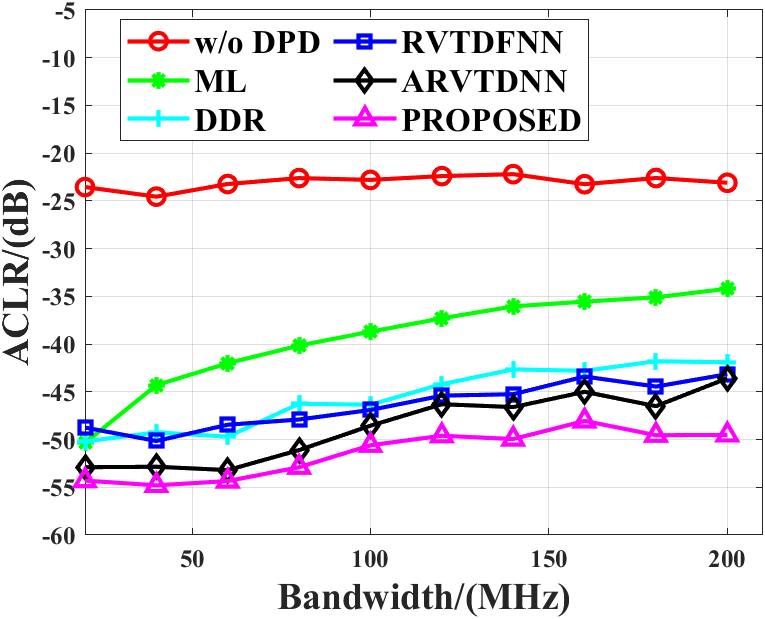 -5
-10
-15
-20
-25
-30
-35
-40
-45
-50
-55
-60
w/o DPD
ML
DDR
RVTDFNN
ARVTDNN
PROPOSED
ACLR/(dB)
50
100
150
200
Bandwidth/(MHz)